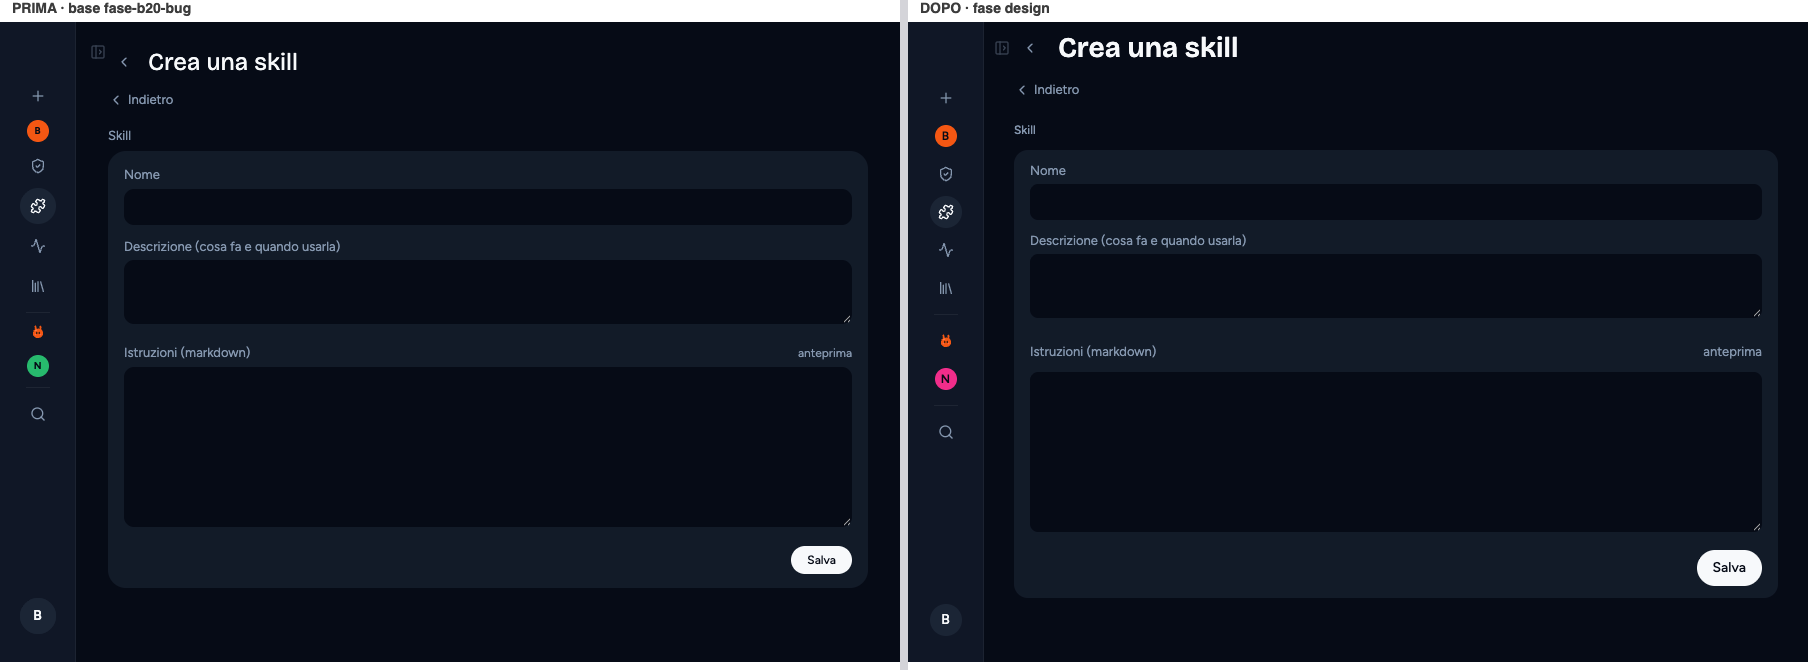 PRIMA · base fase-b20-bug
Crea una skill
Indietro
Skill
B
Nome
Descrizione (cosa fa e quando usarla)
Istruzioni (markdown)
anteprima
N
Salva
B
DOPO · fase design
Crea una skill
Indietro
Skill
B
Nome
Descrizione (cosa fa e quando usarla)
Istruzioni (markdown)
anteprima
N
Salva
B